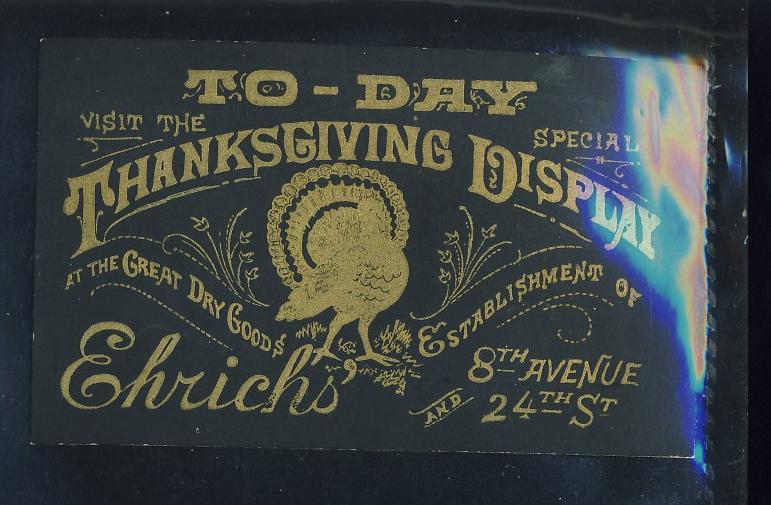 TO-DAY
VISIT THE
SPECIAL
THANKSGIVING DISPLAY
AT THE GREAT DRY GOODS
ESTABLISHMENT OF
Ehrichs'
8TH AVENUE
AND 24TH ST